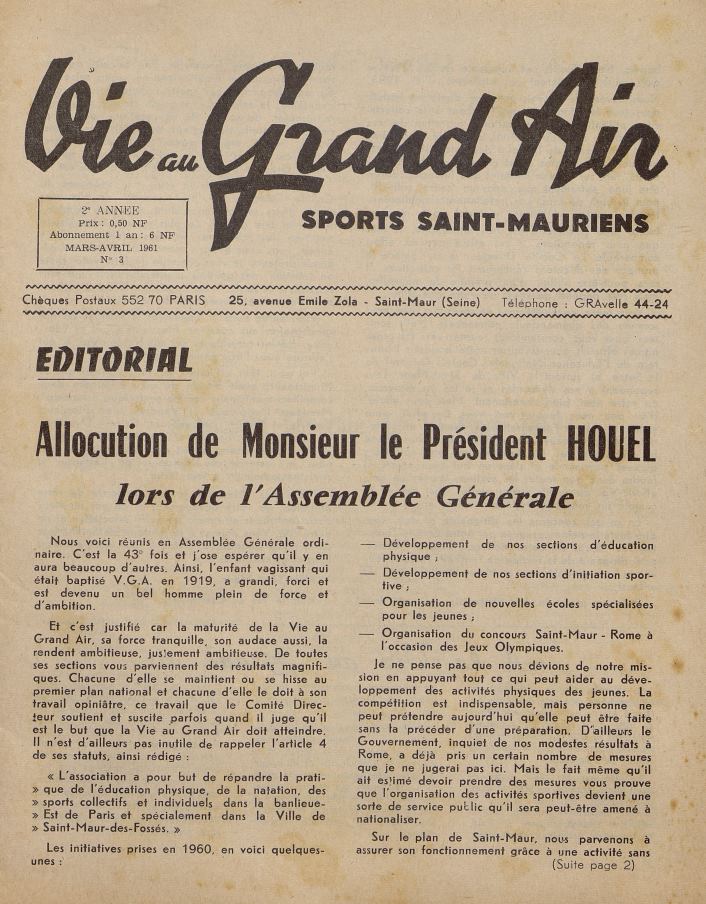 Vie au Grand Air
SPORTS SAINT-MAURIENS
2e ANNEE
Prix : 0,50 NF
Abonnement 1 an : 6 NF
MARS-AVRIL 1961
N° 3
Chèques Postaux 552 70 PARIS 25, avenue Emile Zola - Saint-Maur (Seine) Téléphone : GRAvelle 44-24
EDITORIAL
Allocution de Monsieur le Président HOUEL
lors de l'Assemblée Générale
Nous voici réunis en Assemblée Générale ordi-
naire. C'est la 43e fois et j'ose espérer qu'il y en
aura beaucoup d'autres. Ainsi, l'enfant vagissant qui
était baptisé V.G.A. en 1919, a grandi, forci et
est devenu un bel homme plein de force et
d'ambition.
Et c'est justifié car la maturité de la Vie au
Grand Air, sa force tranquille, son audace aussi, la
rendent ambitieuse, justement ambitieuse. De toutes
ses sections vous parviennent des résultats magnifi-
ques. Chacune d'elle se maintient ou se hisse au
premier plan national et chacune d'elle le doit à son
travail opiniâtre, ce travail que le Comité Direc-
teur soutient et suscite parfois quand il juge qu'il
est le but que la Vie au Grand Air doit atteindre.
Il n'est d'ailleurs pas inutile de rappeler l'article 4
de ses statuts, ainsi rédigé :
« L'association a pour but de répandre la prati-
» que de l'éducation physique, de la natation, des
» sports collectifs et individuels dans la banlieue-
» Est de Paris et spécialement dans la Ville de
» Saint-Maur-des-Fossés. »
Les initiatives prises en 1960, en voici quelques-
unes :
— Développement de nos sections d'éducation
physique ;
— Développement de nos sections d'initiation spor-
tive ;
— Organisation de nouvelles écoles spécialisées
pour les jeunes ;
— Organisation du concours Saint-Maur - Rome à
l'occasion des Jeux Olympiques.
Je ne pense pas que nous dévions de notre mis-
sion en appuyant tout ce qui peut aider au déve-
loppement des activités physiques des jeunes. La
compétition est indispensable, mais personne ne
peut prétendre aujourd'hui qu'elle peut être faite
sans la précéder d'une préparation. D'ailleurs le
Gouvernement, inquiet de nos modestes résultats à
Rome, a déjà pris un certain nombre de mesures
que je ne jugerai pas ici. Mais le fait même qu'il
ait estimé devoir prendre des mesures vous prouve
que l'organisation des activités sportives devient une
sorte de service public qu'il sera peut-être amené à
nationaliser.
Sur le plan de Saint-Maur, nous parvenons à
assurer son fonctionnement grâce à une activité sans
(Suite page 2)